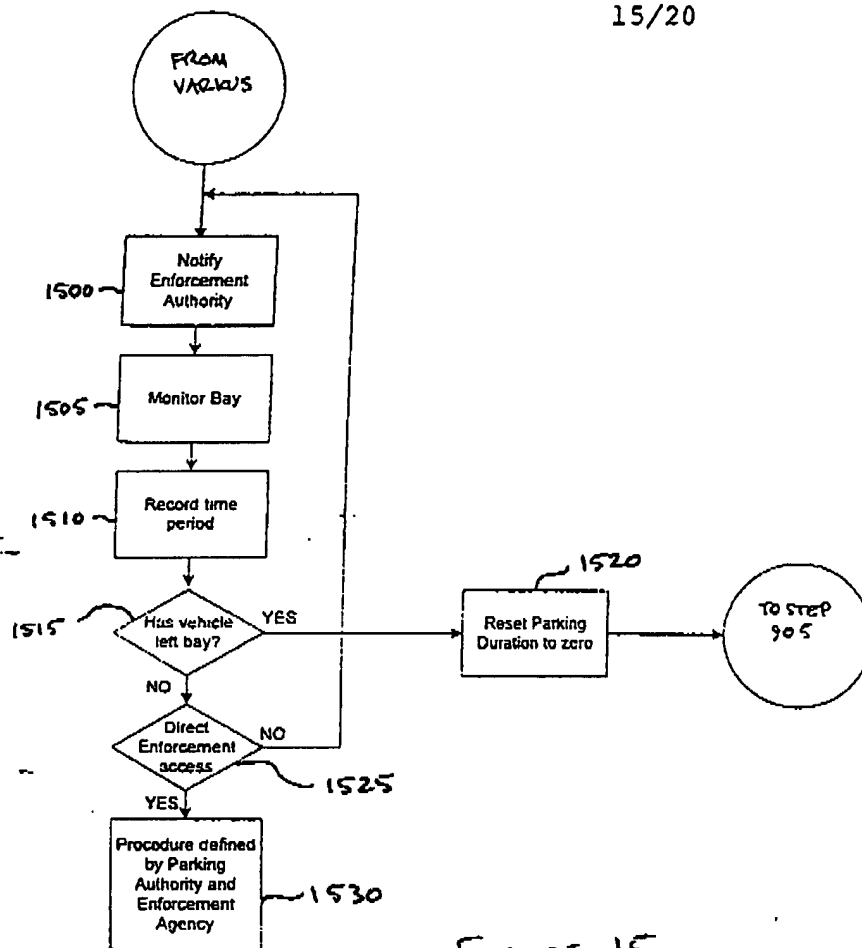 15/20
FROM
VARIOUS
Notify
Enforcement
Authority
1500
Monitor Bay
1505
Record time
period
1510
1520
Has vehicle
left bay?
YES
1515
Reset Parking
Duration to zero
TO STEP
905
NO
Direct
Enforcement
access
NO
1525
YES
Procedure defined
by Parking
Authority and
Enforcement
Agency
1530
15